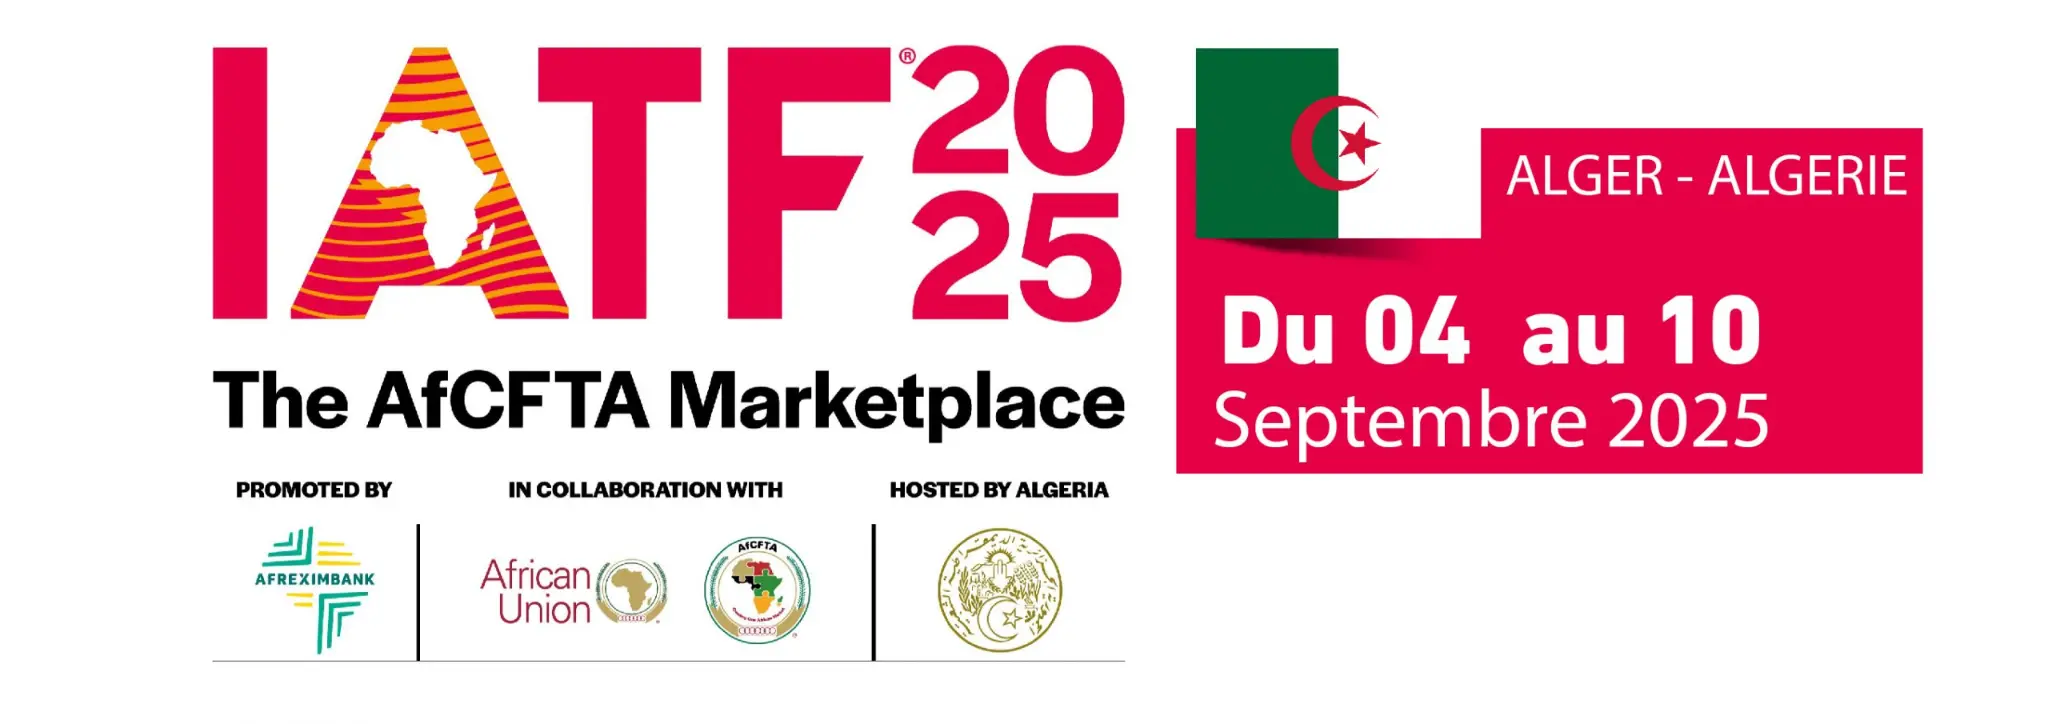 IATF®2025
The AfCFTA Marketplace
PROMOTED BY
AFREXIMBANK
IN COLLABORATION WITH
African
Union
AfCFTA
HOSTED BY ALGERIA
ALGER - ALGERIE
Du 04 au 10
Septembre 2025